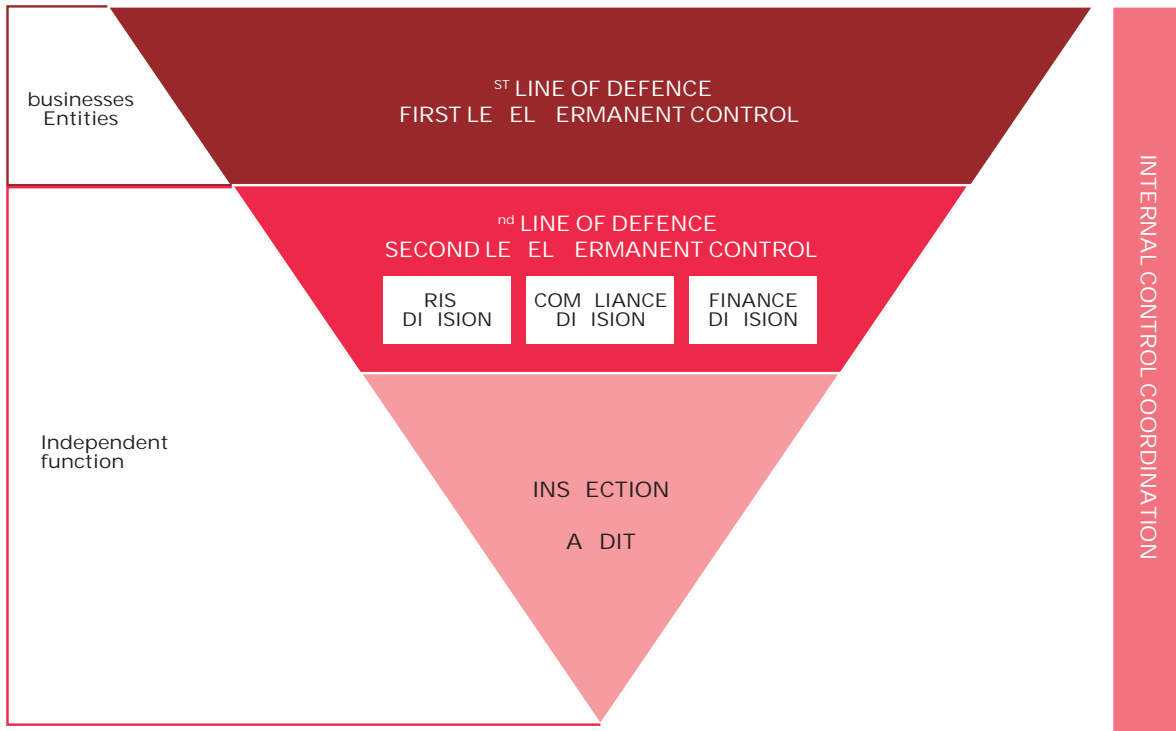 businesses
Entities
ST LINE OF DEFENCE
FIRST LE EL ERMANENT CONTROL
nd LINE OF DEFENCE
SECOND LE EL ERMANENT CONTROL
RIS
DI ISION
COM LIANCE
DI ISION
FINANCE
DI ISION
Independent
function
INS ECTION
A DIT
INTERNAL CONTROL COORDINATION